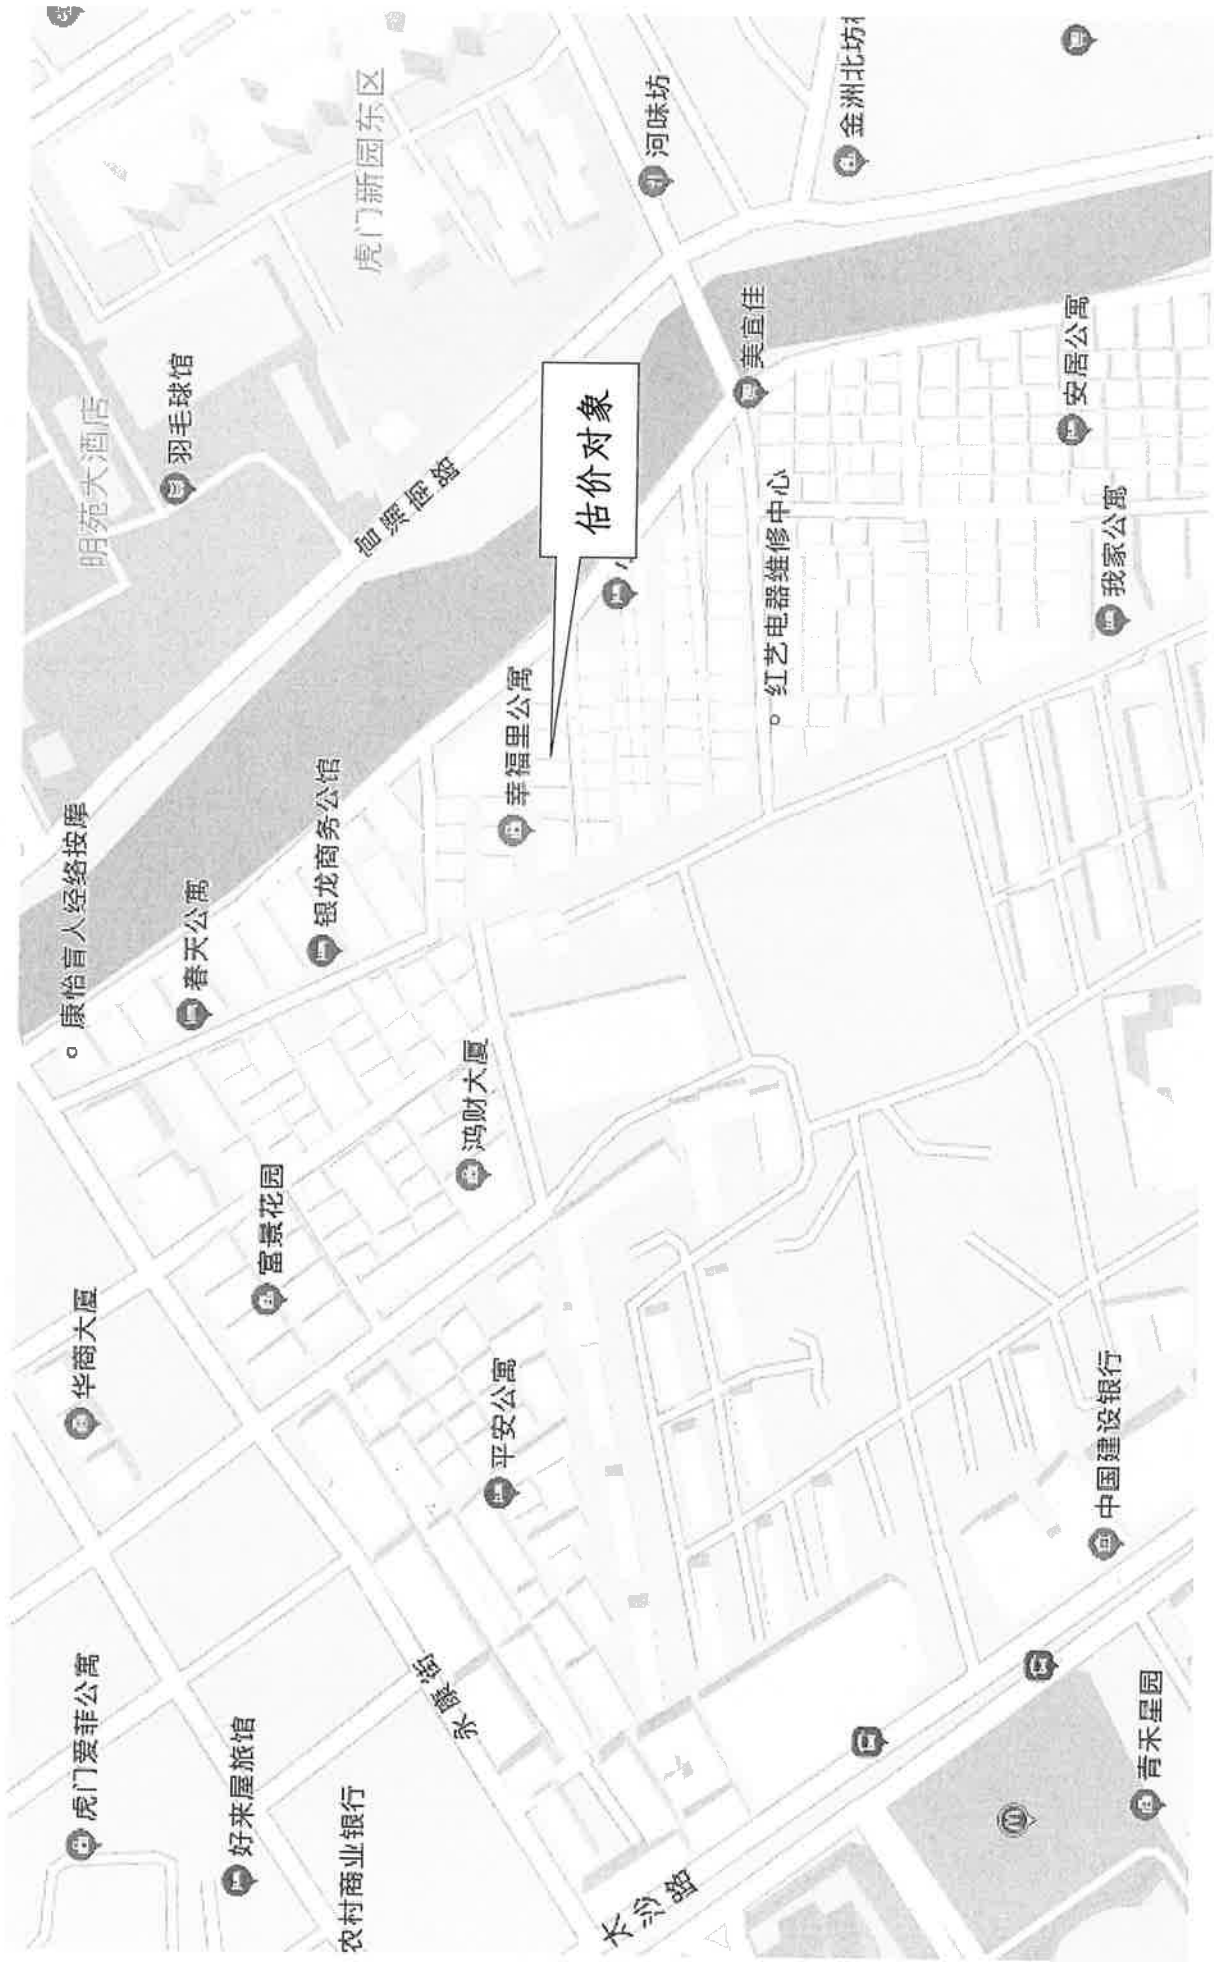 虎门爱菲公寓
华商大厦
康怡盲人经络按摩
明苑大酒店
好来屋旅馆
富景花园
春天公寓
羽毛球馆
农村商业银行
银龙商务公馆
虎门新园东区
永康街
鸿财大厦
平安公寓
幸福里公寓
估价对象
太沙路
河味坊
红艺电器维修中心
美宜佳
金洲北坊
中国建设银行
我家公寓
安居公寓
青禾星园